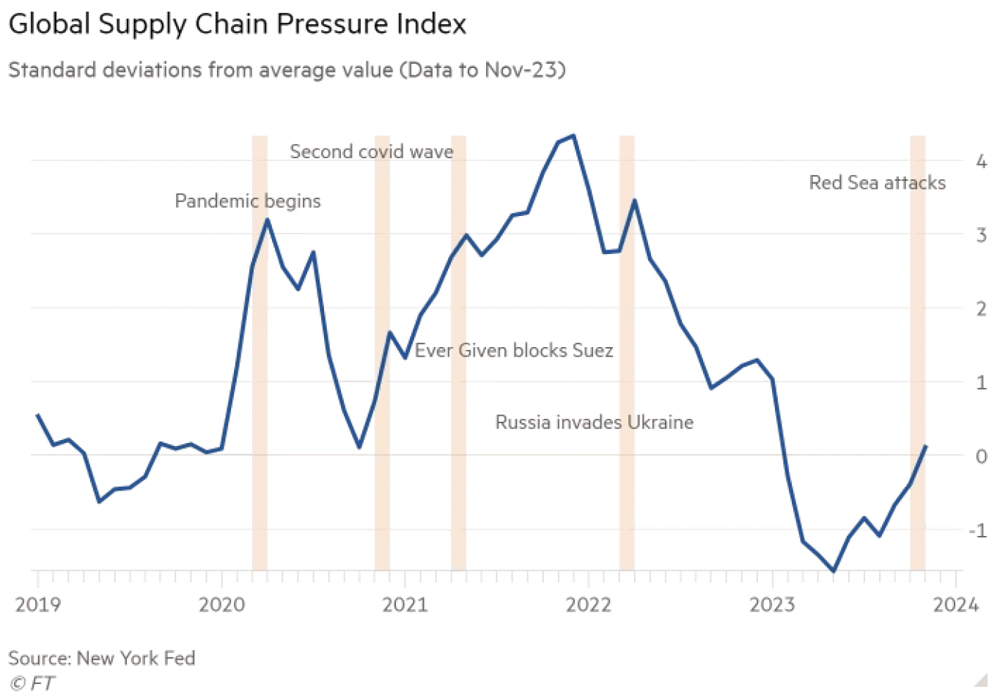 Global Supply Chain Pressure Index
Standard deviations from average value (Data to Nov-23)
Second covid wave
Pandemic begins
Red Sea attacks
Ever Given blocks Suez
Russia invades Ukraine
4
3
2
1
0
-1
2019
2020
2021
2022
2023
2024
Source: New York Fed
© FT